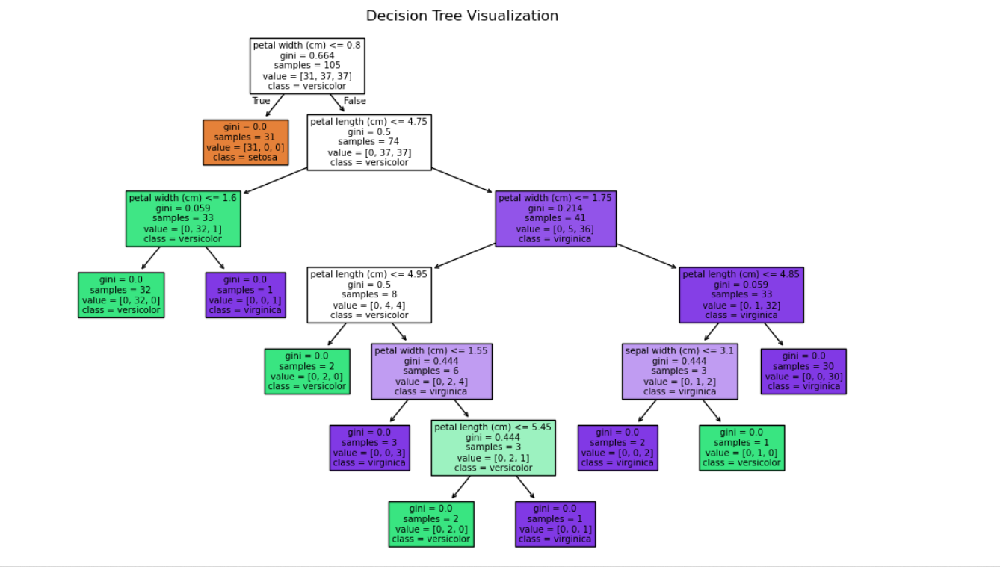 Decision Tree Visualization
petal width (cm) <= 0.8
gini = 0.664
samples = 105
value = [31, 37, 37]
class = versicolor
True
False
gini = 0.0
samples = 31
value = [31, 0, 0]
class = setosa
petal length (cm) <= 4.75
gini = 0.5
samples = 74
value = [0, 37, 37]
class = versicolor
petal width (cm) <= 1.6
gini = 0.059
samples = 33
value = [0, 32, 1]
class = versicolor
petal width (cm) <= 1.75
gini = 0.214
samples = 41
value = [0, 5, 36]
class = virginica
gini = 0.0
samples = 32
value = [0, 32, 0]
class = versicolor
gini = 0.0
samples = 1
value = [0, 0, 1]
class = virginica
petal length (cm) <= 4.95
gini = 0.5
samples = 8
value = [0, 4, 4]
class = versicolor
petal length (cm) <= 4.85
gini = 0.059
samples = 33
value = [0, 1, 32]
class = virginica
gini = 0.0
samples = 2
value = [0, 2, 0]
class = versicolor
petal width (cm) <= 1.55
gini = 0.444
samples = 6
value = [0, 2, 4]
class = virginica
sepal width (cm) <= 3.1
gini = 0.444
samples = 3
value = [0, 1, 2]
class = virginica
gini = 0.0
samples = 30
value = [0, 0, 30]
class = virginica
gini = 0.0
samples = 3
value = [0, 0, 3]
class = virginica
petal length (cm) <= 5.45
gini = 0.444
samples = 3
value = [0, 2, 1]
class = versicolor
gini = 0.0
samples = 2
value = [0, 0, 2]
class = virginica
gini = 0.0
samples = 1
value = [0, 1, 0]
class = versicolor
gini = 0.0
samples = 2
value = [0, 2, 0]
class = versicolor
gini = 0.0
samples = 1
value = [0, 0, 1]
class = virginica